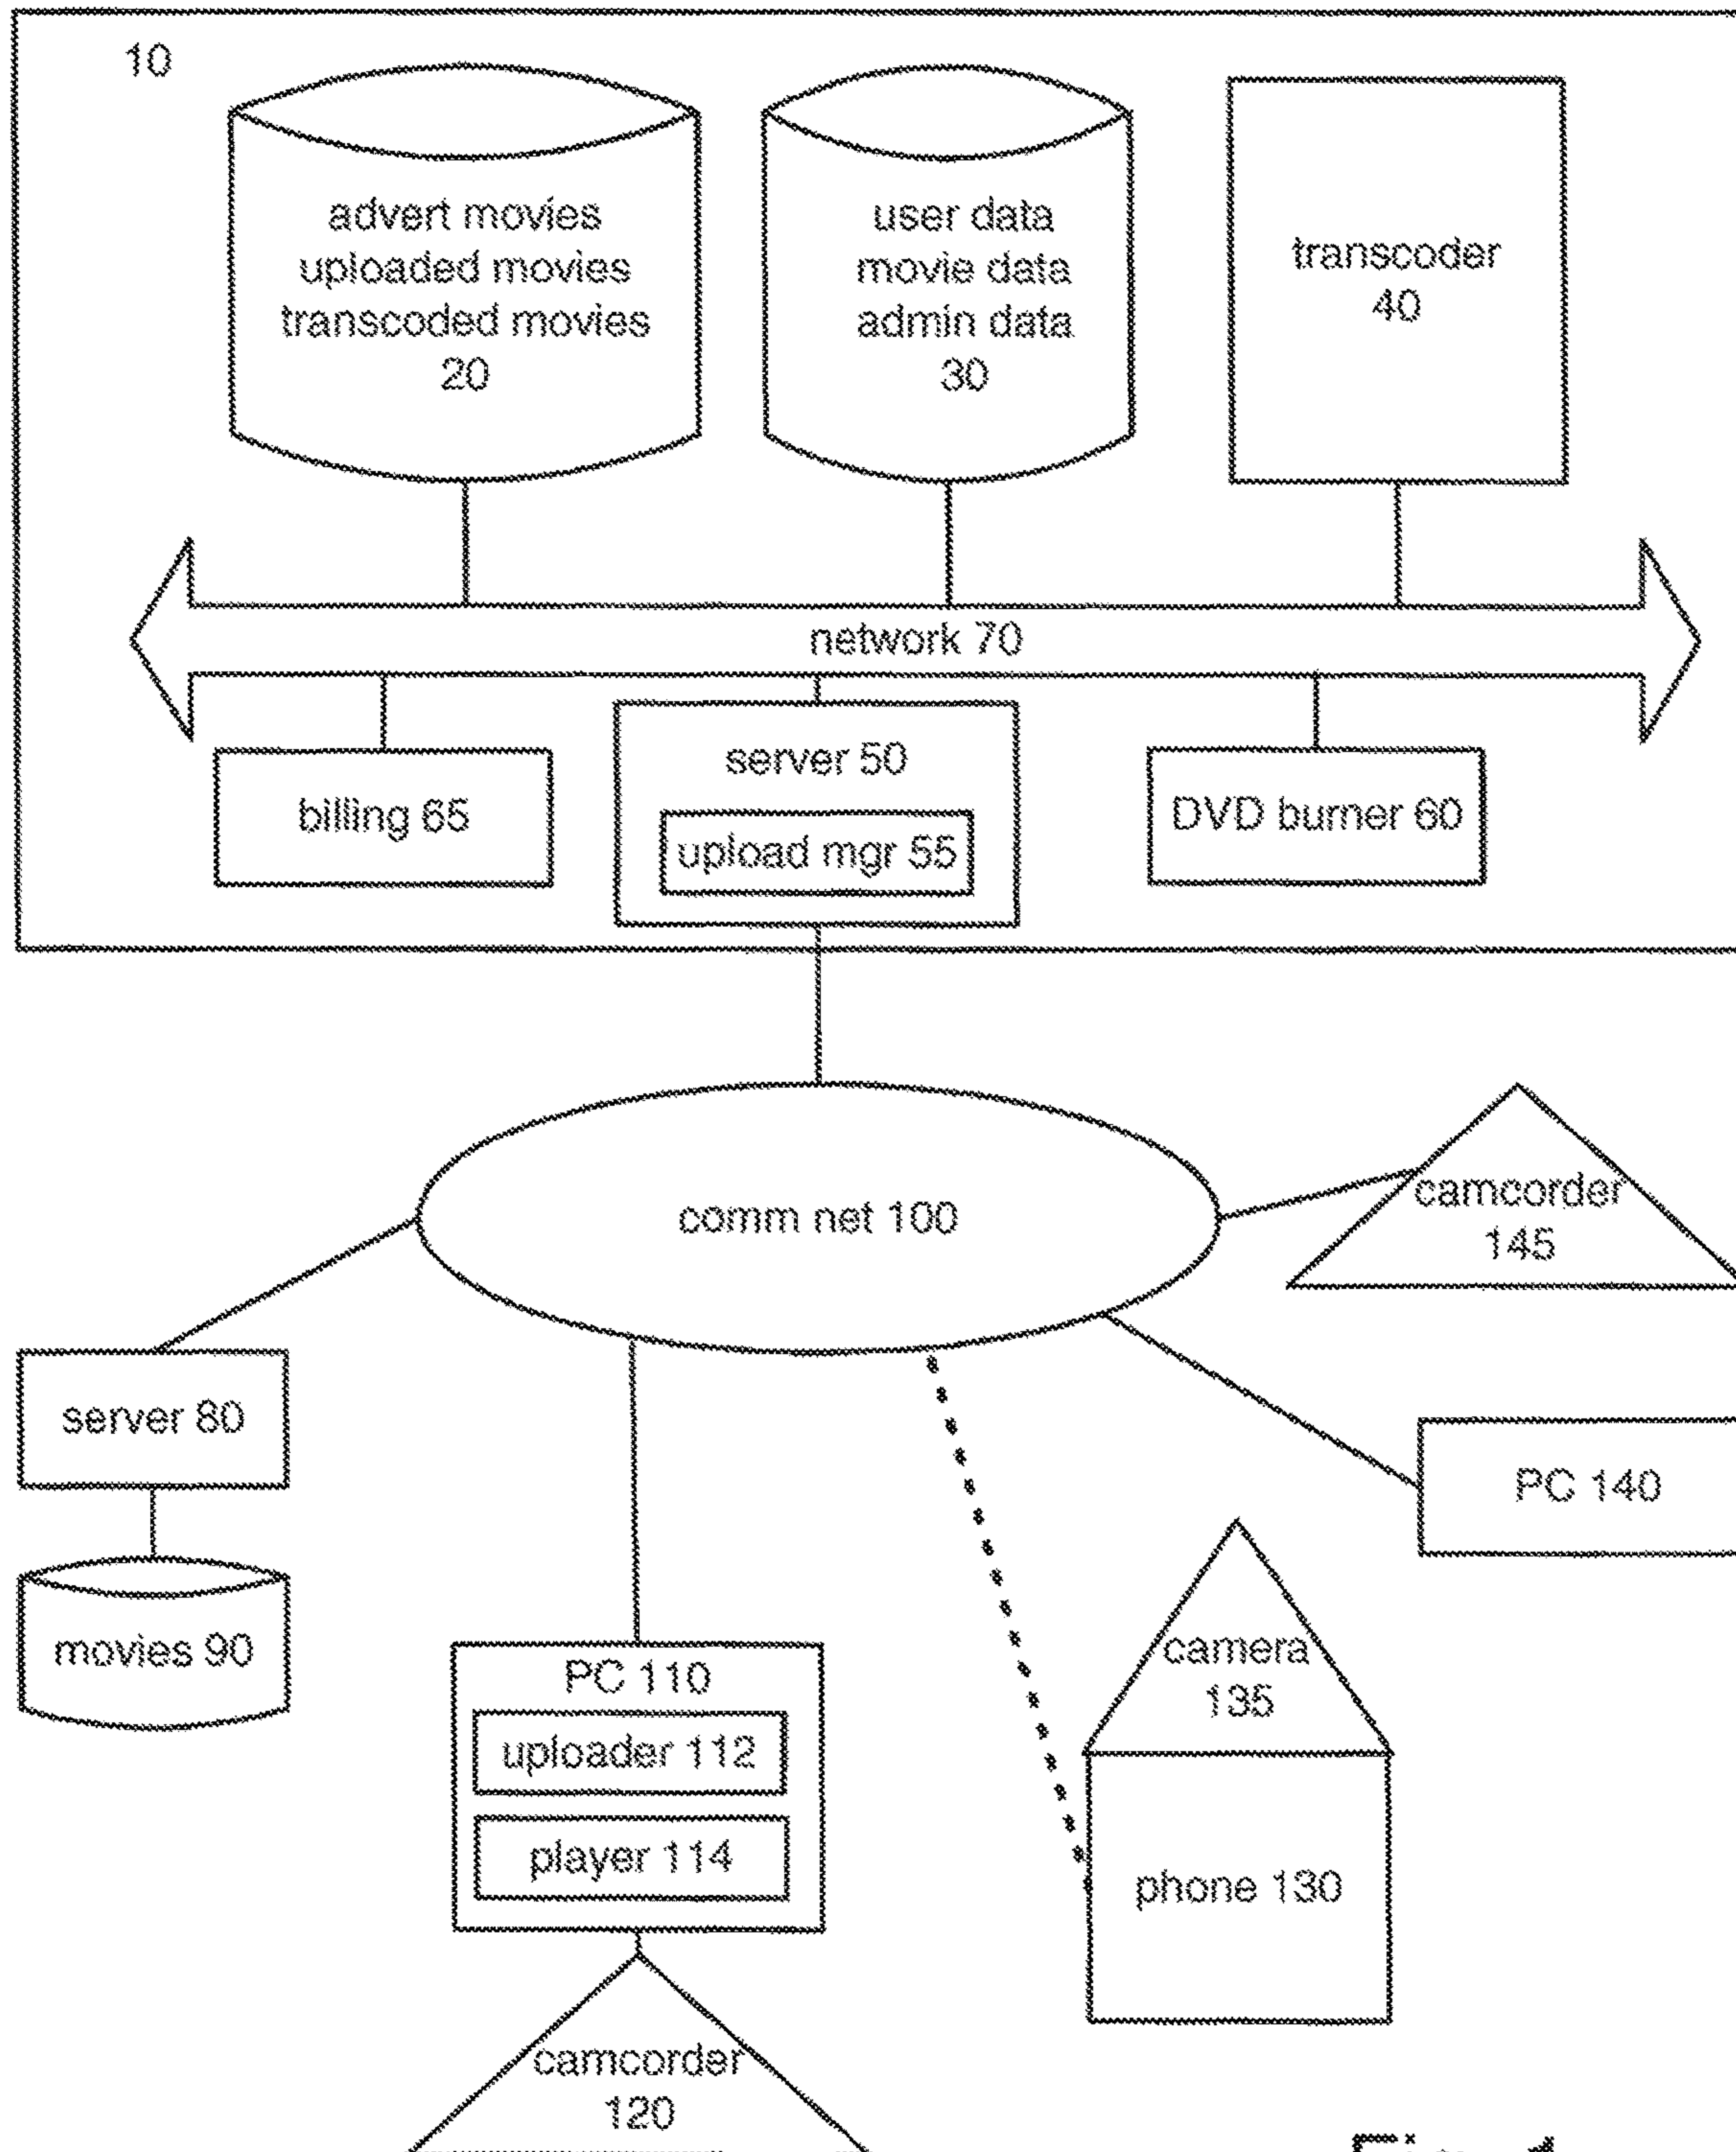 10
advert movies
uploaded movies
transcoded movies
20
user data
movie data
admin data
30
transcoder
40
network 70
billing 65
server 50
upload mgr 55
DVD burner 60
comm net 100
camcorder
145
server 80
PC 140
movies 90
PC 110
uploader 112
player 114
camera
135
phone 130
camcorder
120